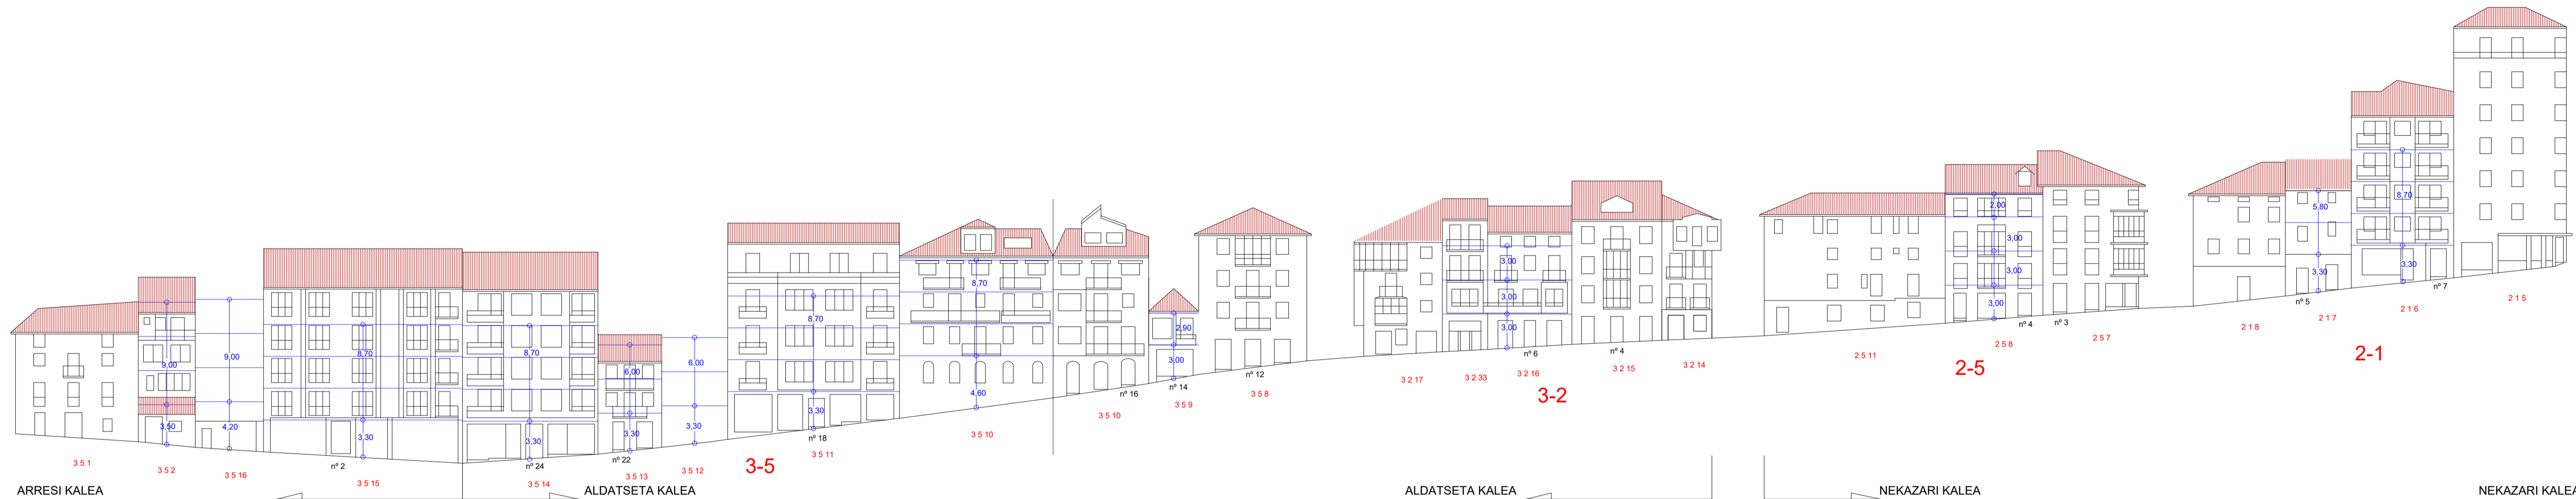 9,00
3,50
9,00
4,20
8,70
3,30
8,70
3,30
6,00
3,30
6,00
3,30
8,70
3,30
8,70
4,60
2,90
3,00
3,00
3,00
3,00
2,00
3,00
3,00
3,00
5,80
3,30
8,70
3,30
nº 2
nº 24
nº 22
nº 18
nº 16
nº 14
nº 12
nº 6
nº 4
nº 4
nº 3
nº 5
nº 7
3 5 1
3 5 2
3 5 16
3 5 15
3 5 14
3 5 13
3 5 12
3-5
3 5 11
3 5 10
3 5 10
3 5 9
3 5 8
3 2 17
3 2 33
3 2 16
3-2
3 2 15
3 2 14
2 5 11
2-5
2 5 8
2 5 7
2 1 8
2 1 7
2-1
2 1 6
2 1 5
ARRESI KALEA
ALDATSETA KALEA
ALDATSETA KALEA
NEKAZARI KALEA
NEKAZARI KALEA